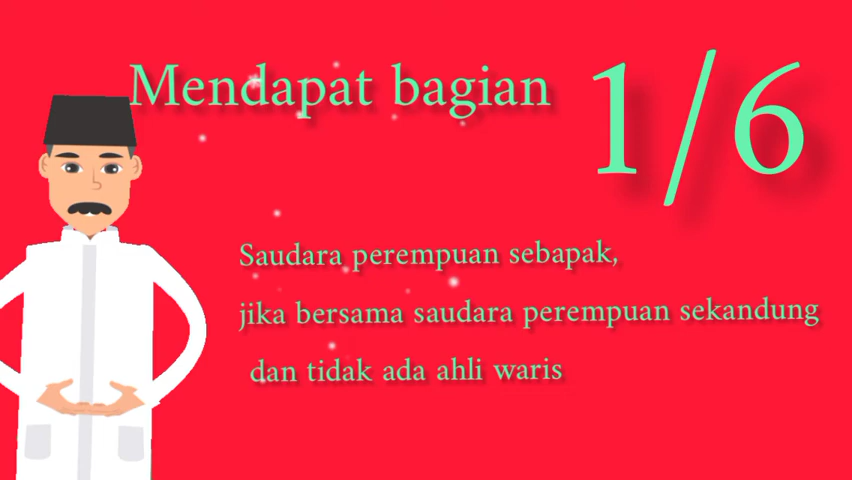 Mendapat bagian 1/6
Saudara perempuan sebapak,
jika bersama saudara perempuan sekandung
dan tidak ada ahli waris